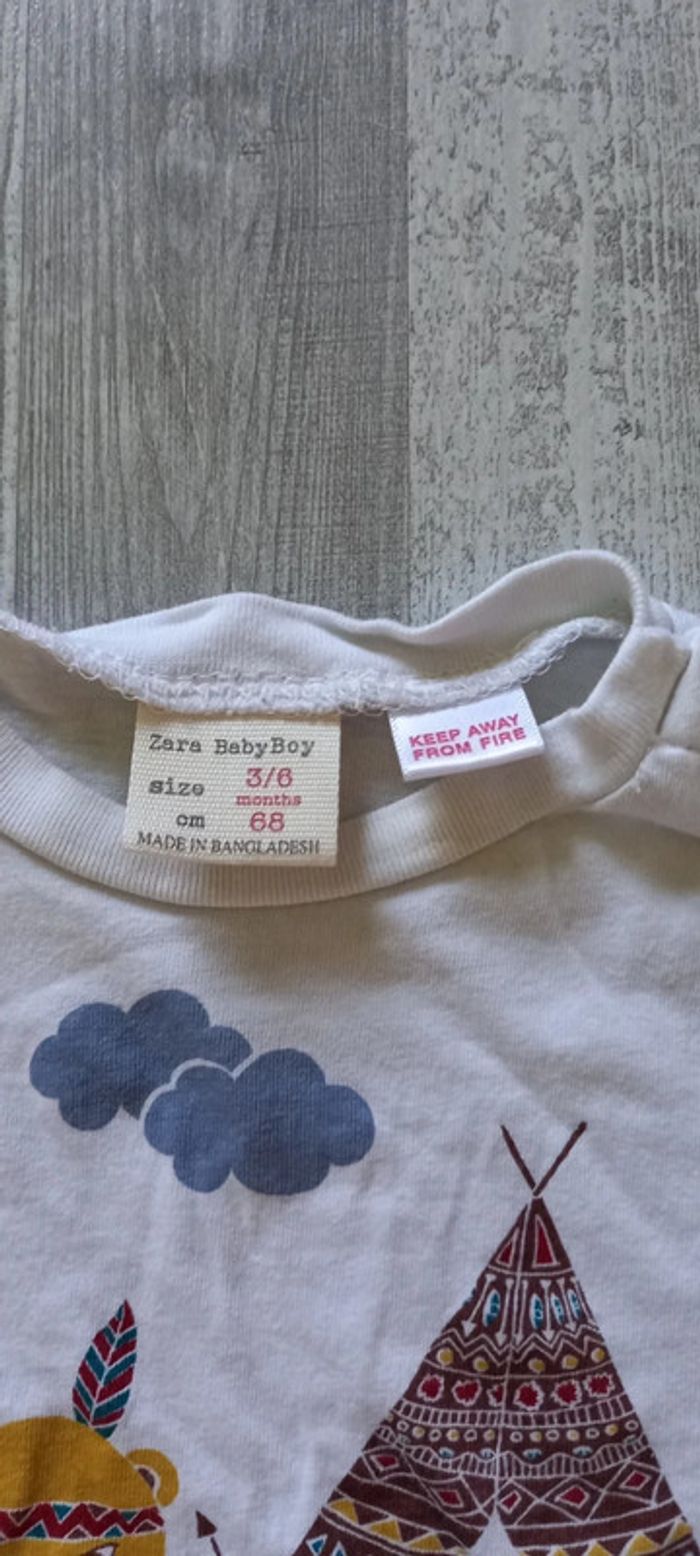 Zara BabyBoy
size 3/6
months
cm 68
MADE IN BANGLADESH
KEEP AWAY
FROM FIRE